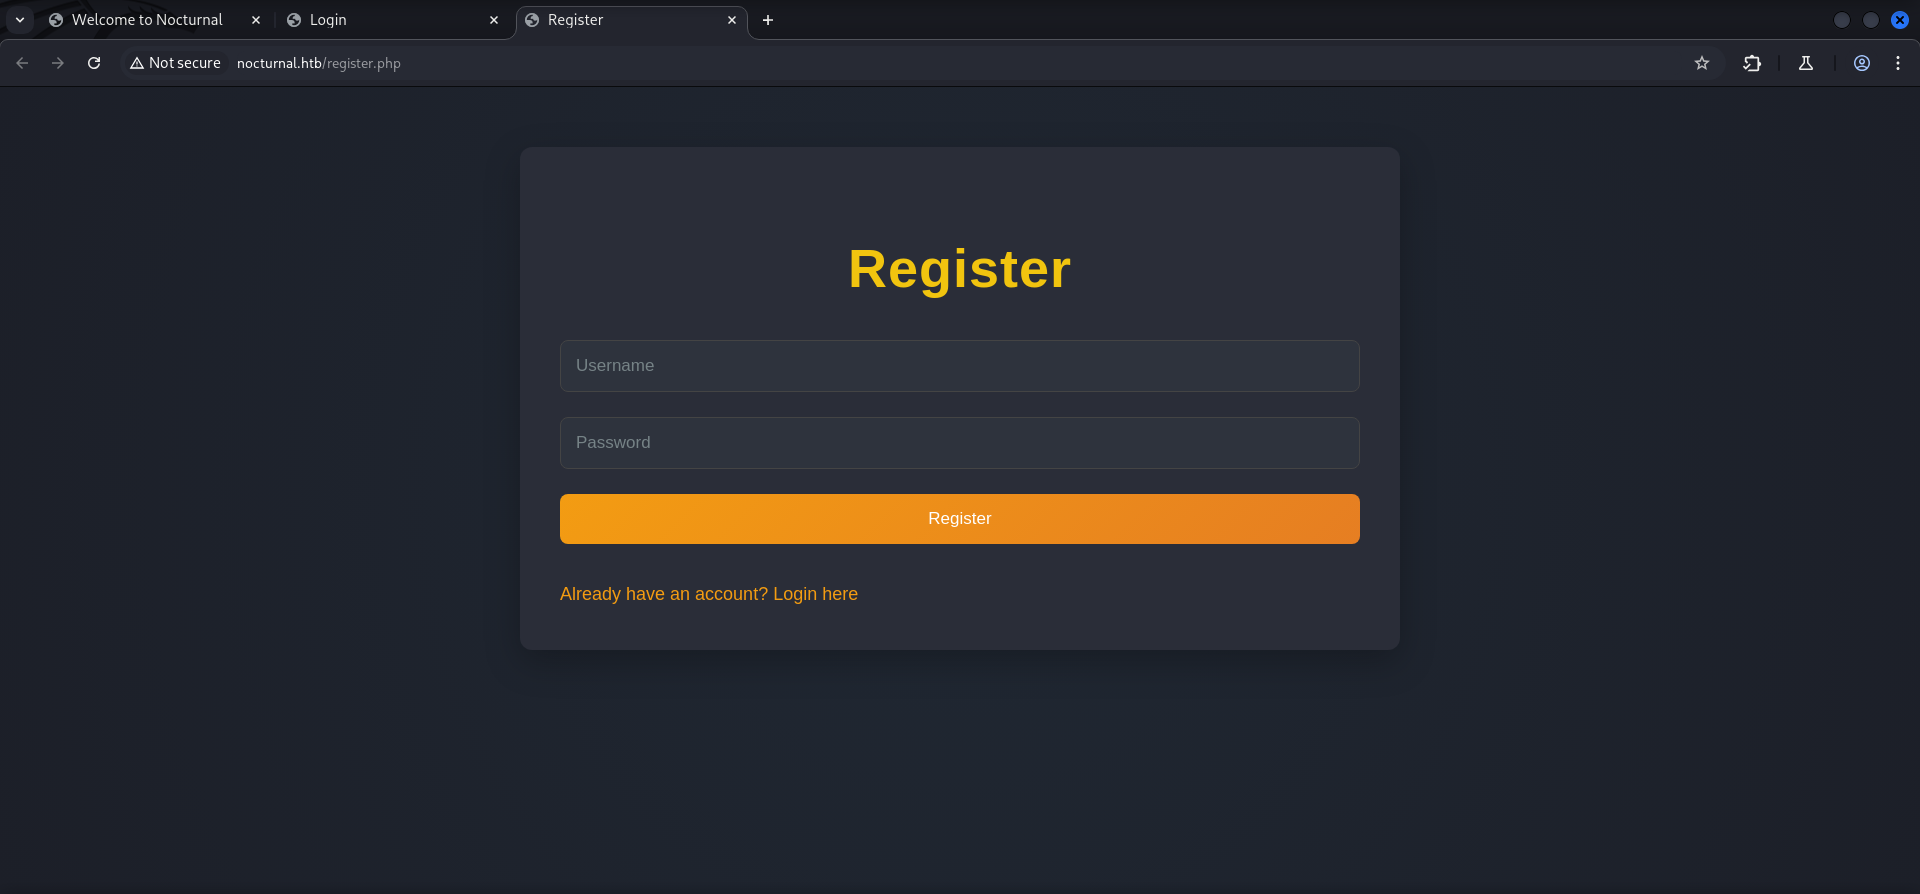 Welcome to Nocturnal
Login
Register
Not secure
nocturnal.htb/register.php
Register
Username
Password
Register
Already have an account? Login here